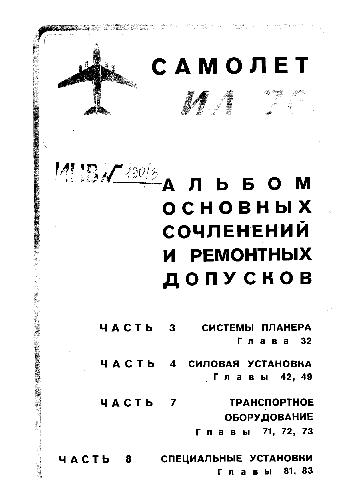 САМОЛЕТ
ИЛ 76
ИНВ №
АЛЬБОМ
ОСНОВНЫХ
СОЧЛЕНЕНИЙ
И РЕМОНТНЫХ
ДОПУСКОВ
ЧАСТЬ 3 СИСТЕМЫ ПЛАНЕРА
Глава 32
ЧАСТЬ 4 СИЛОВАЯ УСТАНОВКА
Главы 42, 49
ЧАСТЬ 7 ТРАНСПОРТНОЕ
ОБОРУДОВАНИЕ
Главы 71, 72, 73
ЧАСТЬ 8 СПЕЦИАЛЬНЫЕ УСТАНОВКИ
Главы 81, 83